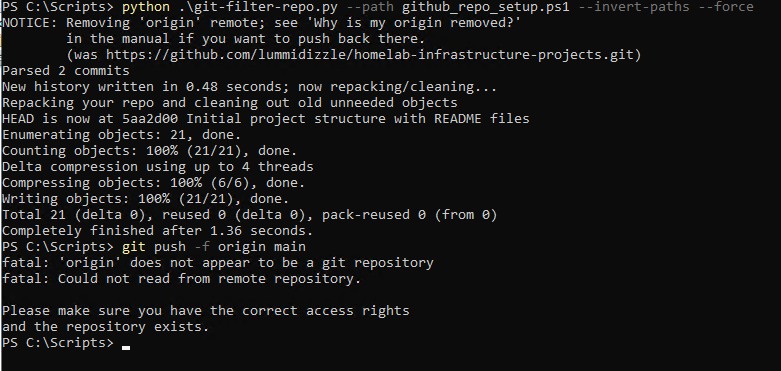 PS C:\Scripts> python .\git-filter-repo.py --path github_repo_setup.ps1 --invert-paths --force
NOTICE: Removing 'origin' remote; see 'Why is my origin removed?'
        in the manual if you want to push back there.
        (was https://github.com/lummidizzle/homelab-infrastructure-projects.git)
Parsed 2 commits
New history written in 0.48 seconds; now repacking/cleaning...
Repacking your repo and cleaning out old unneeded objects
HEAD is now at 5aa2d00 Initial project structure with README files
Enumerating objects: 21, done.
Counting objects: 100% (21/21), done.
Delta compression using up to 4 threads
Compressing objects: 100% (6/6), done.
Writing objects: 100% (21/21), done.
Total 21 (delta 0), reused 0 (delta 0), pack-reused 0 (from 0)
Completely finished after 1.36 seconds.
PS C:\Scripts> git push -f origin main
fatal: 'origin' does not appear to be a git repository
fatal: Could not read from remote repository.

Please make sure you have the correct access rights
and the repository exists.
PS C:\Scripts>